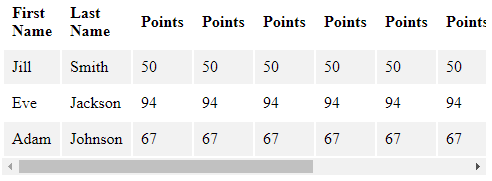 First Name Last Name Points Points Points Points Points Points
Jill Smith 50 50 50 50 50 50
Eve Jackson 94 94 94 94 94 94
Adam Johnson 67 67 67 67 67 67